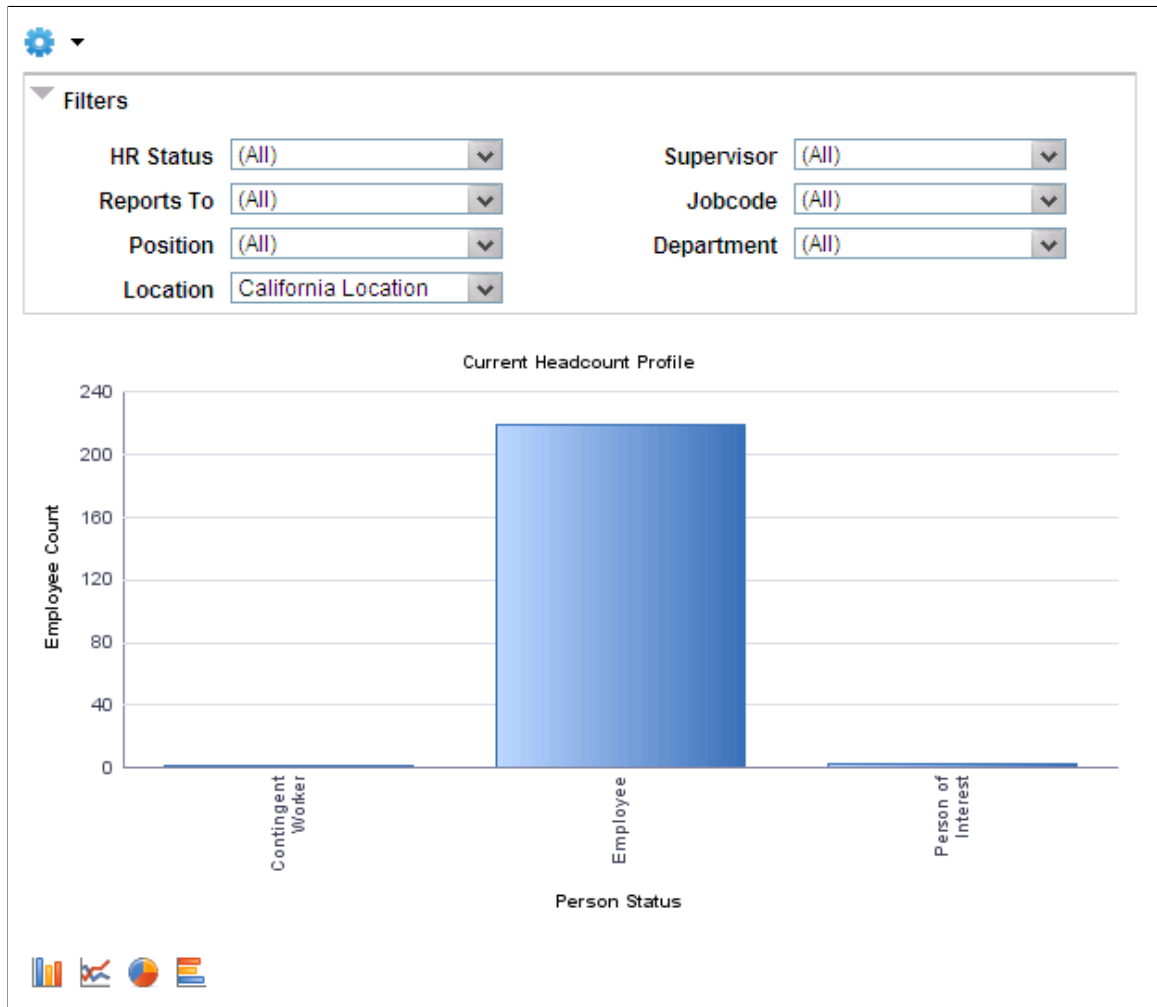 Filters
HR Status (All) Supervisor (All)
Reports To (All) Jobcode (All)
Position (All) Department (All)
Location California Location
Current Headcount Profile
240
200
160
120
80
40
0
Employee Count
Contingent
Worker
Employee
Person of
Interest
Person Status